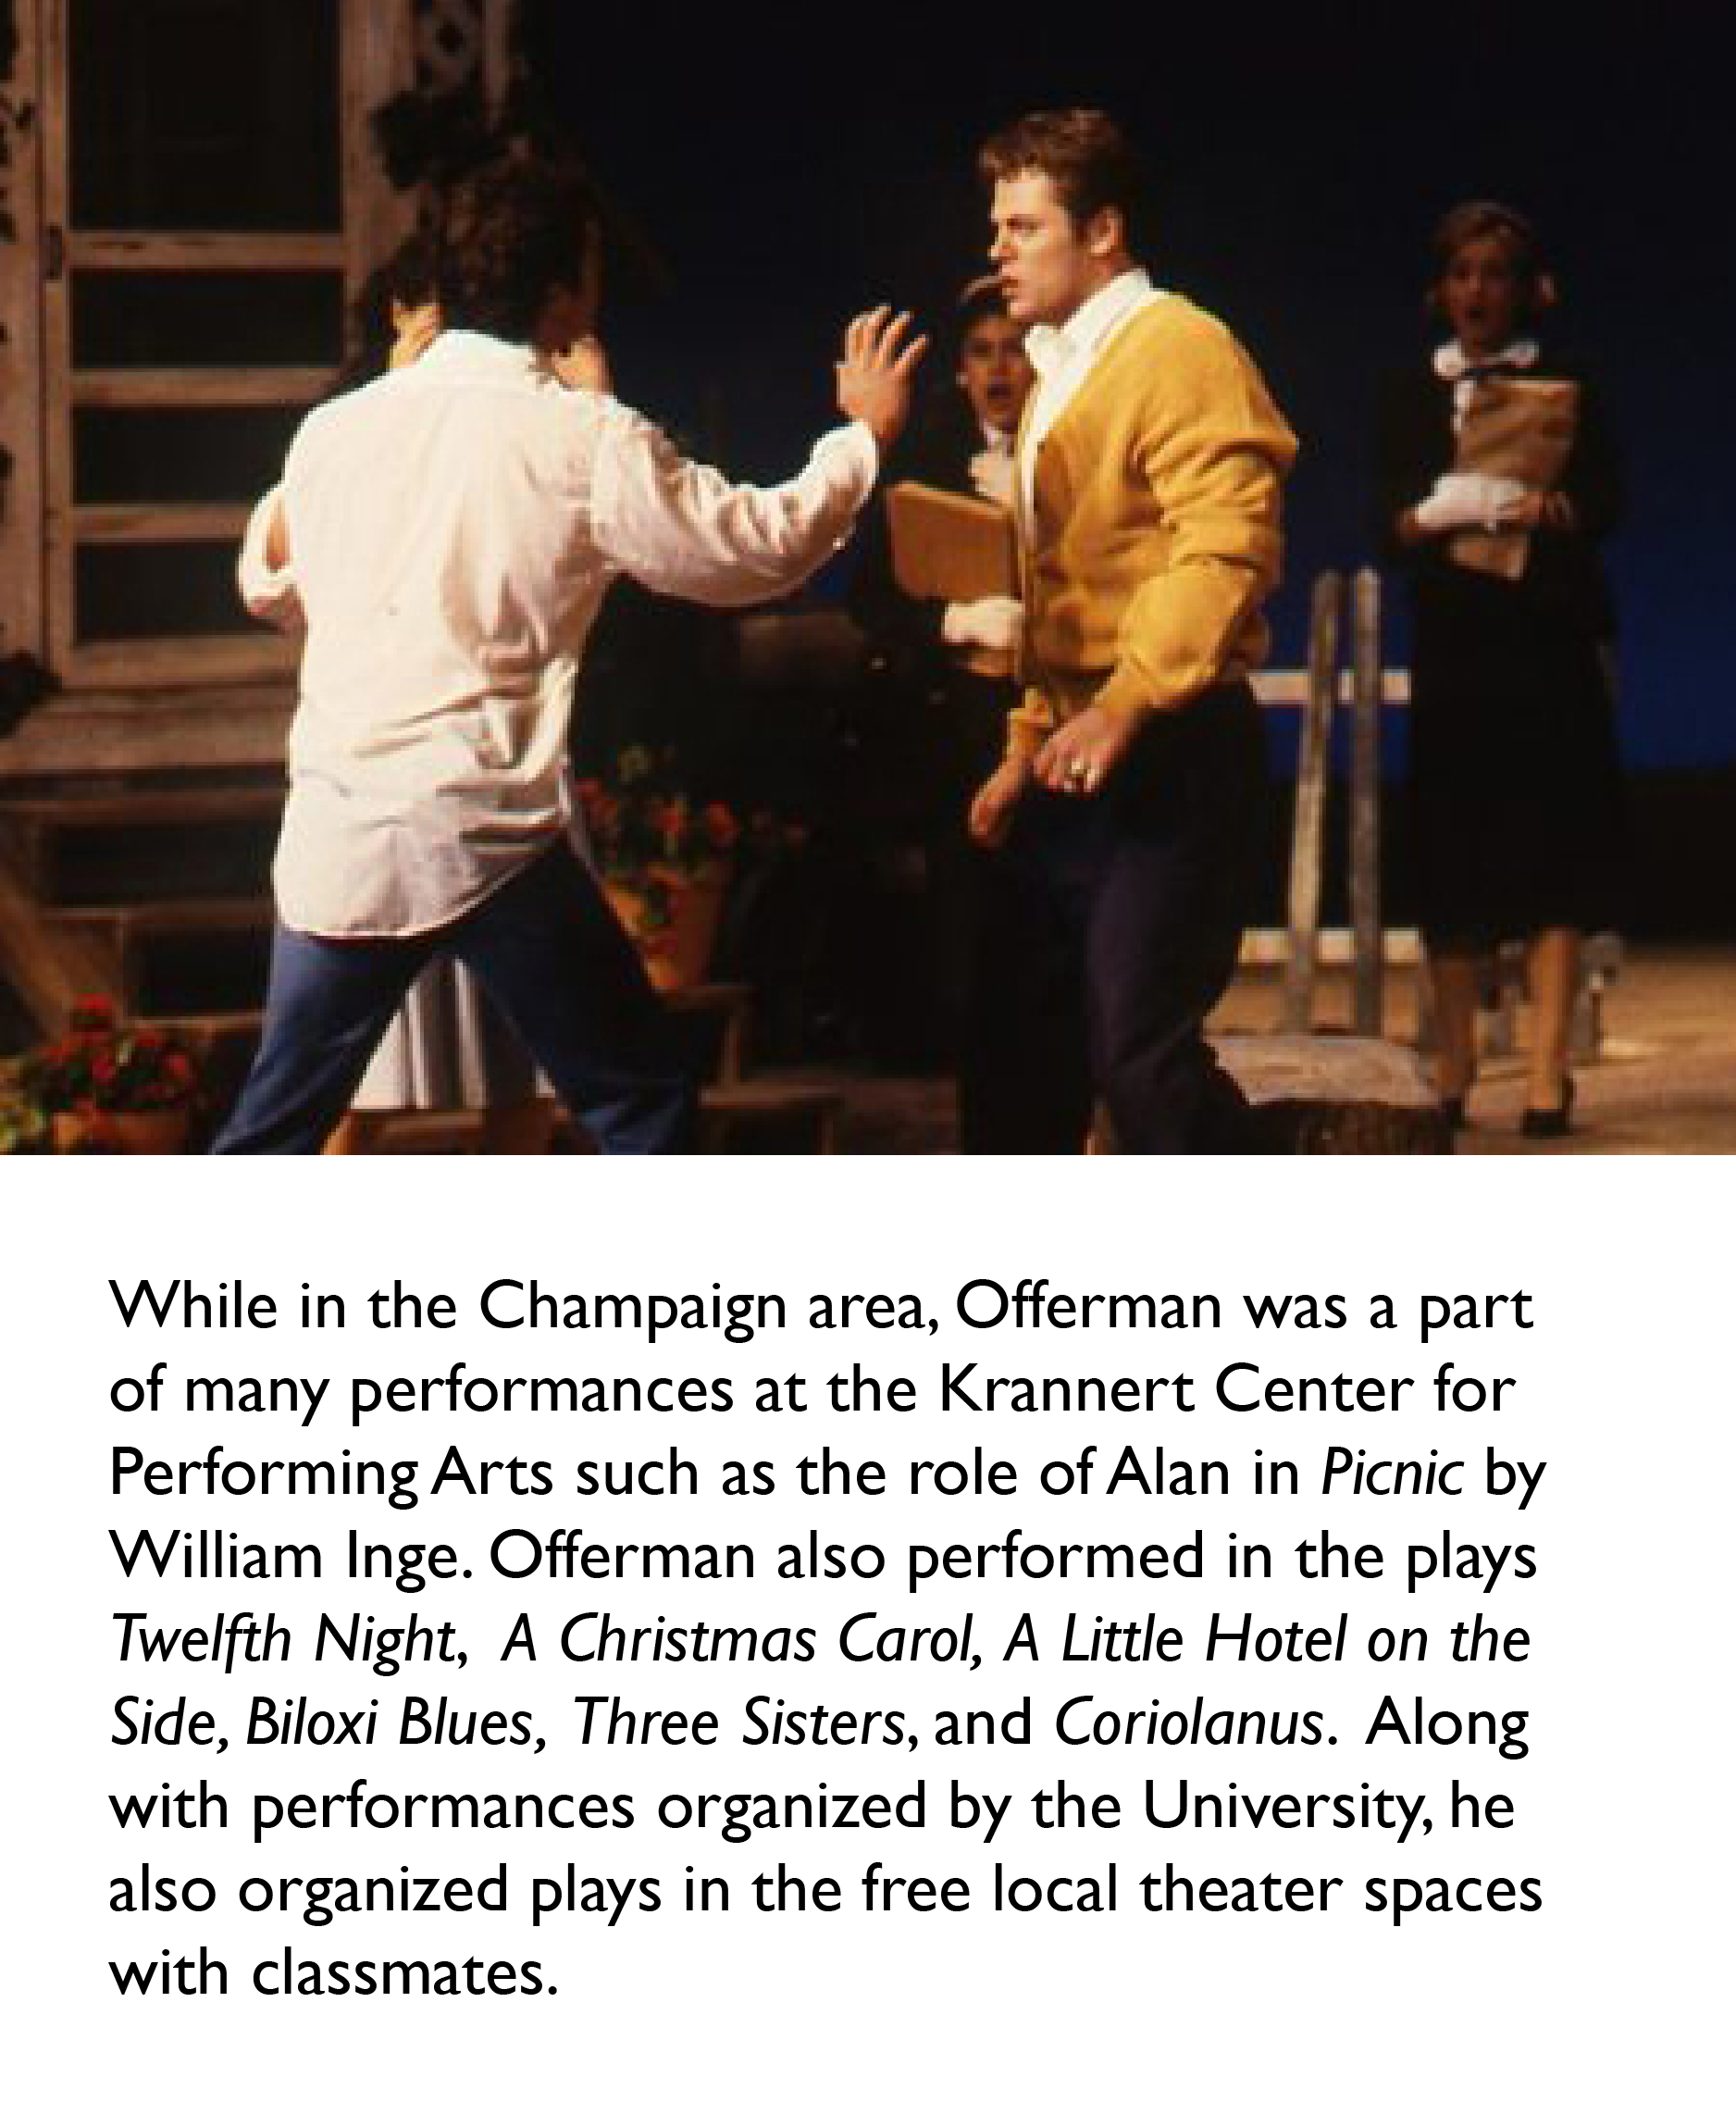 While in the Champaign area, Offerman was a part
of many performances at the Krannert Center for
Performing Arts such as the role of Alan in Picnic by
William Inge. Offerman also performed in the plays
Twelfth Night, A Christmas Carol, A Little Hotel on the
Side, Biloxi Blues, Three Sisters, and Coriolanus. Along
with performances organized by the University, he
also organized plays in the free local theater spaces
with classmates.